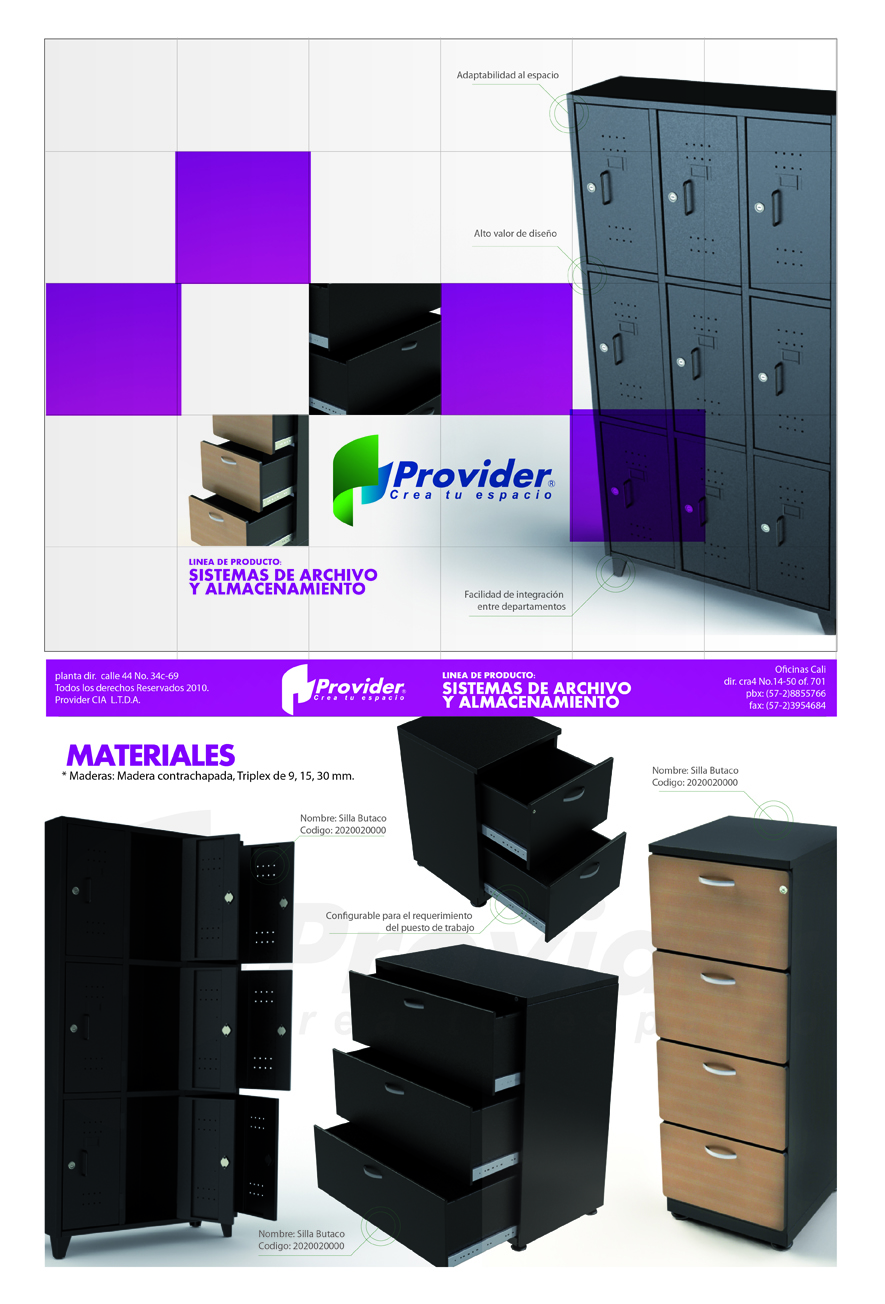 Adaptabilidad al espacio
Alto valor de diseño
Provider®
Crea tu espacio
LINEA DE PRODUCTO:
SISTEMAS DE ARCHIVO
Y ALMACENAMIENTO
Facilidad de integración
entre departamentos
planta dir. calle 44 No. 34c-69
Todos los derechos Reservados 2010.
Provider CIA L.T.D.A.
Provider®
Crea tu espacio
LINEA DE PRODUCTO:
SISTEMAS DE ARCHIVO
Y ALMACENAMIENTO
Oficinas Cali
dir. cra4 No.14-50 of. 701
pbx: (57-2)8855766
fax: (57-2)3954684
MATERIALES
* Maderas: Madera contrachapada, Triplex de 9, 15, 30 mm.
Nombre: Silla Butaco
Codigo: 2020020000
Nombre: Silla Butaco
Codigo: 2020020000
Configurable para el requerimiento
del puesto de trabajo
Nombre: Silla Butaco
Codigo: 2020020000